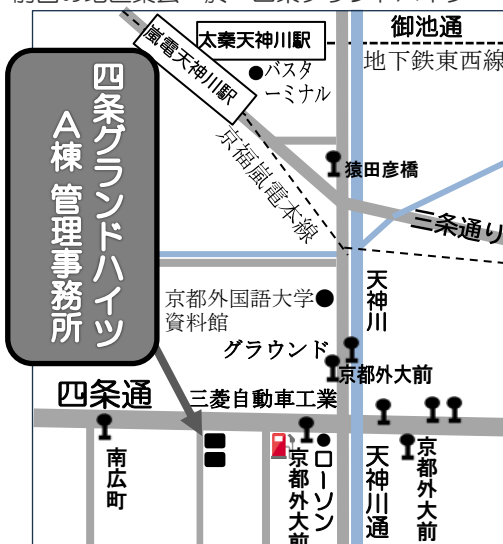 御池通
太秦天神川駅
地下鉄東西線
嵐電天神川駅
バスタ
ーミナル
四条グランドハイツ
A棟 管理事務所
京福嵐電本線
猿田彦橋
三条通り
京都外国語大学
資料館
天神川
グラウンド
京都外大前
四条通
三菱自動車工業
南広町
京都外大前
ローソン
天神川通
京都外大前